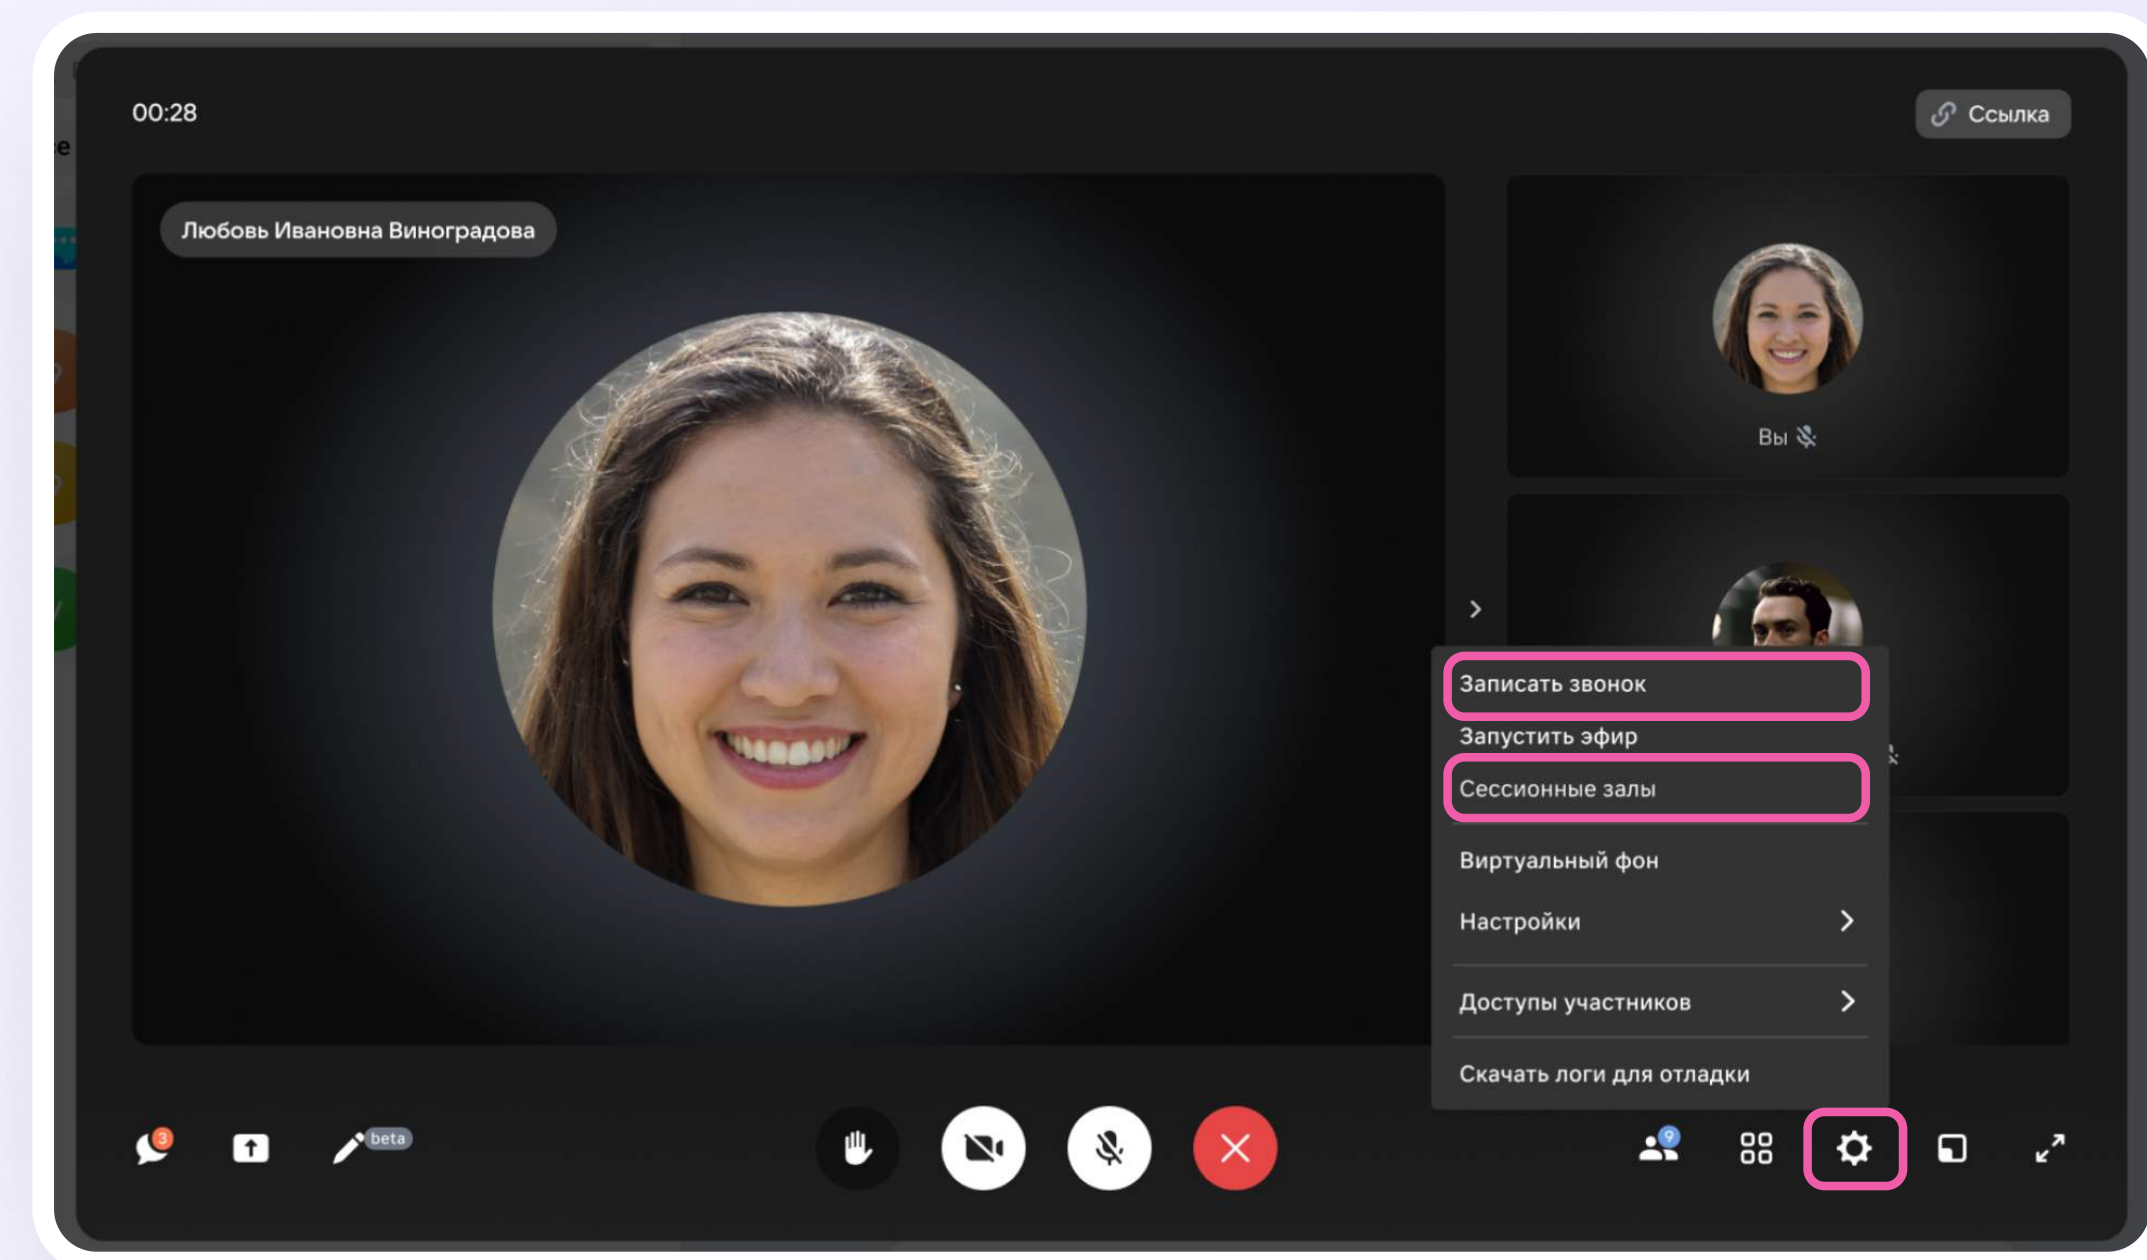 00:28
Ссылка
е
Любовь Ивановна Виноградова
Вы
Записать звонок
Запустить эфир
Сессионные залы
Виртуальный фон
Настройки
Доступы участников
Скачать логи для отладки
3
beta
9